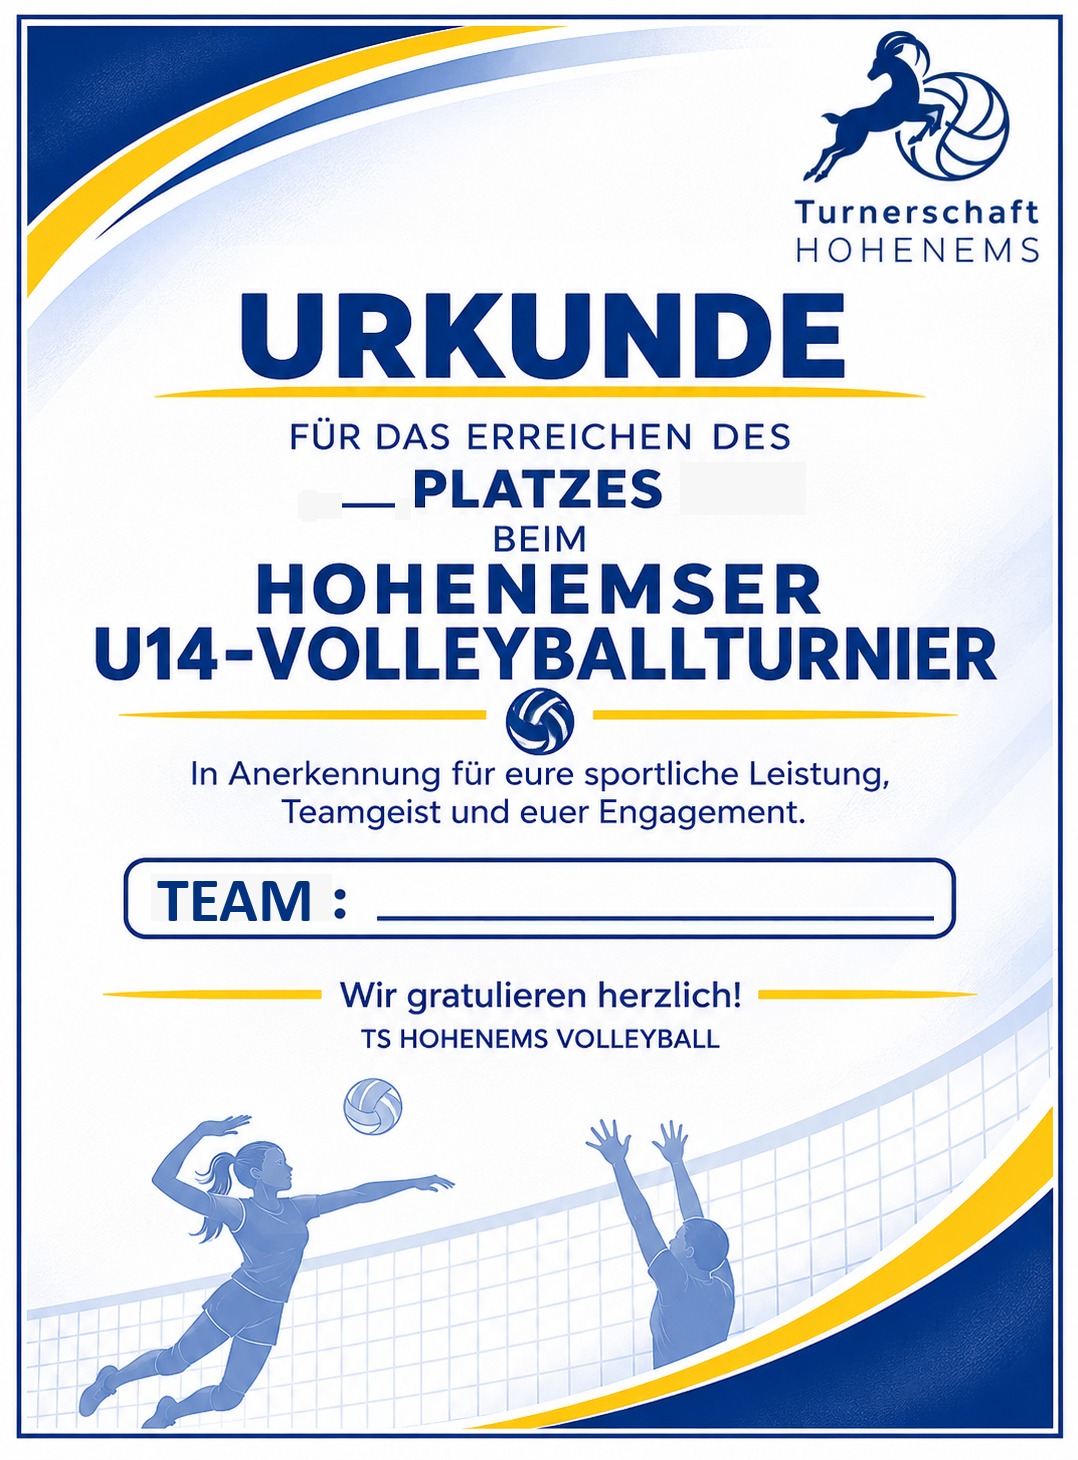 Turnerschaft
HOHENEMS
URKUNDE
FÜR DAS ERREICHEN DES
__ PLATZES
BEIM
HOHENEMSER
U14-VOLLEYBALLTURNIER
In Anerkennung für eure sportliche Leistung,
Teamgeist und euer Engagement.
TEAM : ____________________
Wir gratulieren herzlich!
TS HOHENEMS VOLLEYBALL